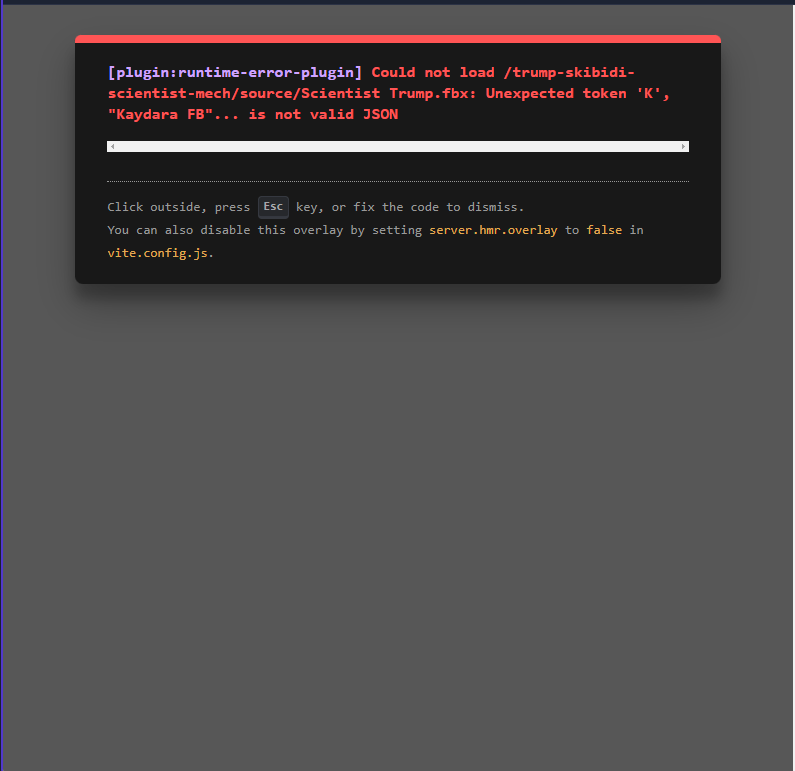 [plugin:runtime-error-plugin] Could not load /trump-skibidi-
scientist-mech/source/Scientist Trump.fbx: Unexpected token 'K',
"Kaydara FB"... is not valid JSON
Click outside, press Esc key, or fix the code to dismiss.
You can also disable this overlay by setting server.hmr.overlay to false in
vite.config.js.